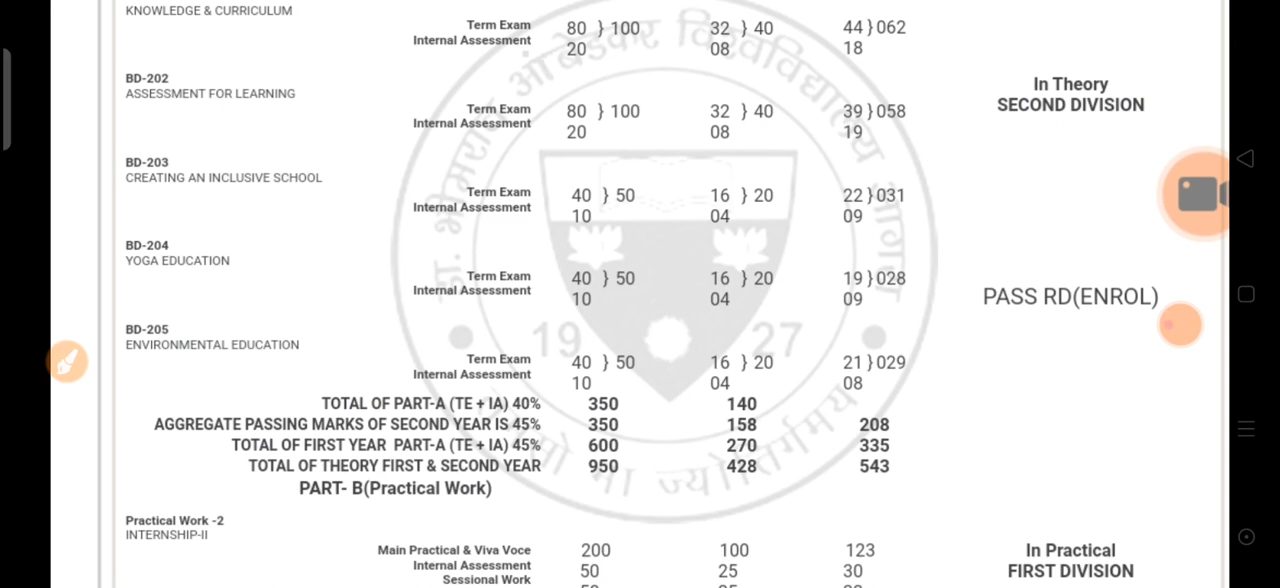 KNOWLEDGE & CURRICULUM
Term Exam 80 } 100 32 } 40 44 } 062
Internal Assessment 20 08 18
BD-202
ASSESSMENT FOR LEARNING
In Theory
SECOND DIVISION
Term Exam 80 } 100 32 } 40 39 } 058
Internal Assessment 20 08 19
BD-203
CREATING AN INCLUSIVE SCHOOL
Term Exam 40 } 50 16 } 20 22 } 031
Internal Assessment 10 04 09
BD-204
YOGA EDUCATION
Term Exam 40 } 50 16 } 20 19 } 028
Internal Assessment 10 04 09
PASS RD(ENROL)
BD-205
ENVIRONMENTAL EDUCATION
Term Exam 40 } 50 16 } 20 21 } 029
Internal Assessment 10 04 08
TOTAL OF PART-A (TE + IA) 40% 350 140
AGGREGATE PASSING MARKS OF SECOND YEAR IS 45% 350 158 208
TOTAL OF FIRST YEAR PART-A (TE + IA) 45% 600 270 335
TOTAL OF THEORY FIRST & SECOND YEAR 950 428 543
PART- B(Practical Work)
Practical Work -2
INTERNSHIP-II
Main Practical & Viva Voce 200 100 123
Internal Assessment 50 25 30
Sessional Work
In Practical
FIRST DIVISION
19 27